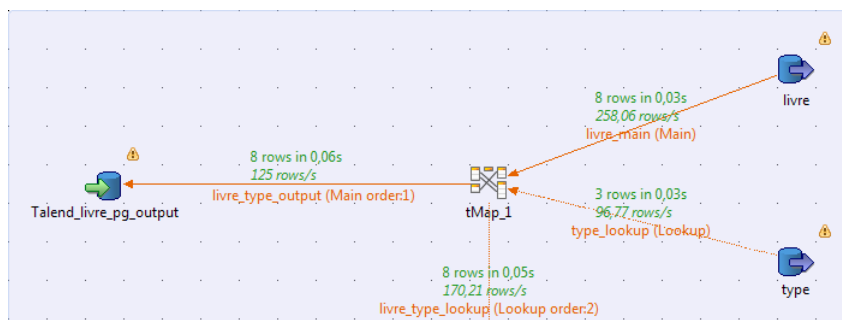 8 rows in 0,03s
258,06 rows/s
livre_main (Main)
livre
8 rows in 0,06s
125 rows/s
livre_type_output (Main order:1)
Talend_livre_pg_output
tMap_1
3 rows in 0,03s
96,77 rows/s
type_lookup (Lookup)
type
8 rows in 0,05s
170,21 rows/s
livre_type_lookup (Lookup order:2)